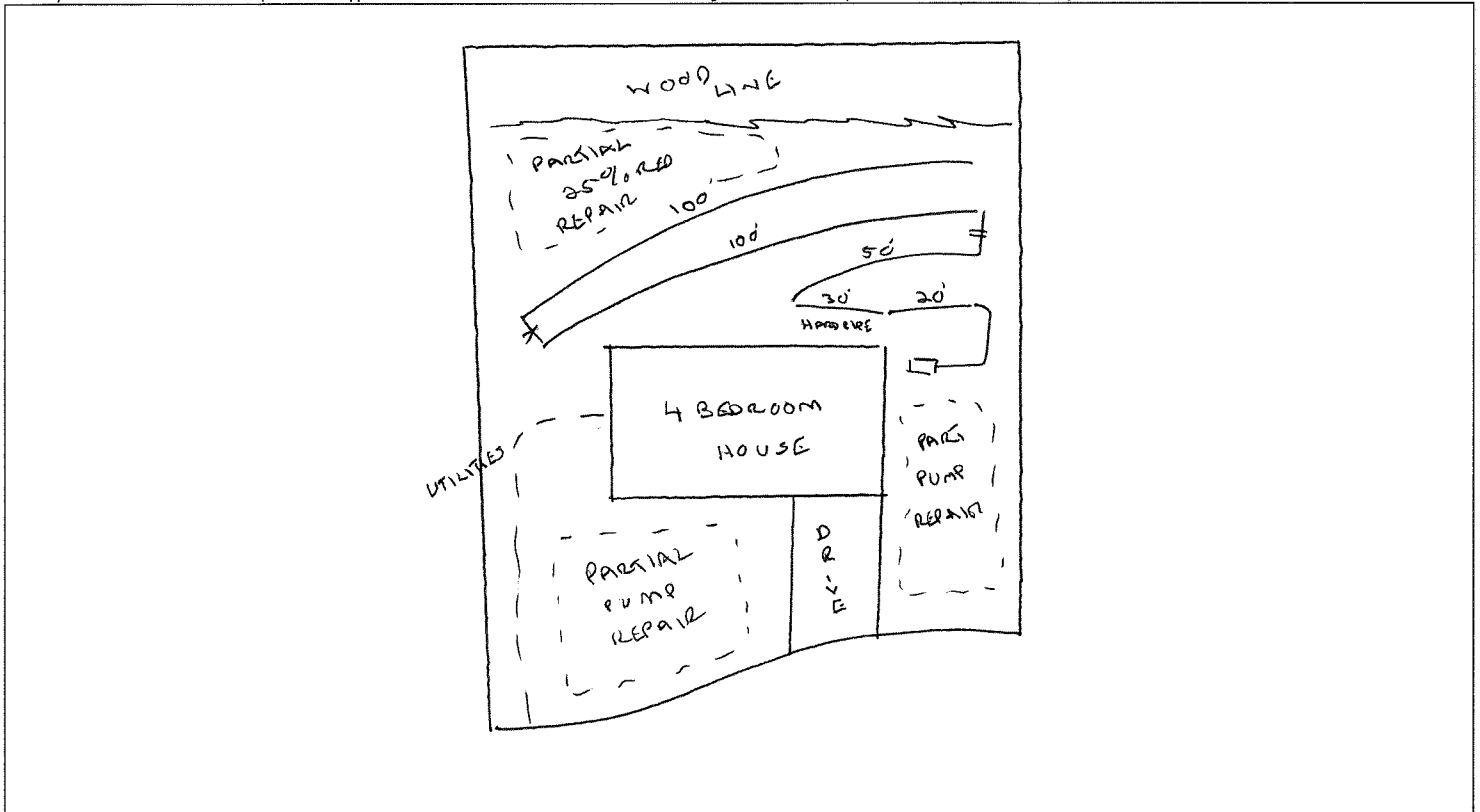 WOOD LINE
PARTIAL
25% RED
REPAIR
100'
100'
50'
30'
20'
HARDPIPE
4 BEDROOM
HOUSE
UTILITIES
PART
PUMP
REPAIR
DRIVE
PARTIAL
PUMP
REPAIR